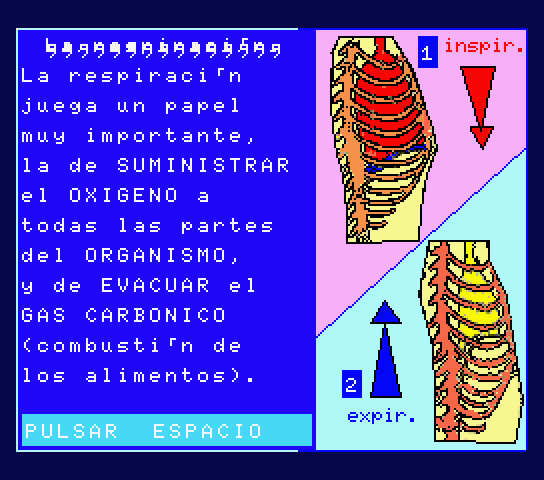 La respiraci┌n
juega un papel
muy importante,
la de SUMINISTRAR
el OXIGENO a
todas las partes
del ORGANISMO,
y de EVACUAR el
GAS CARBONICO
(combusti┌n de
los alimentos).
PULSAR ESPACIO
1 inspir.
2
expir.